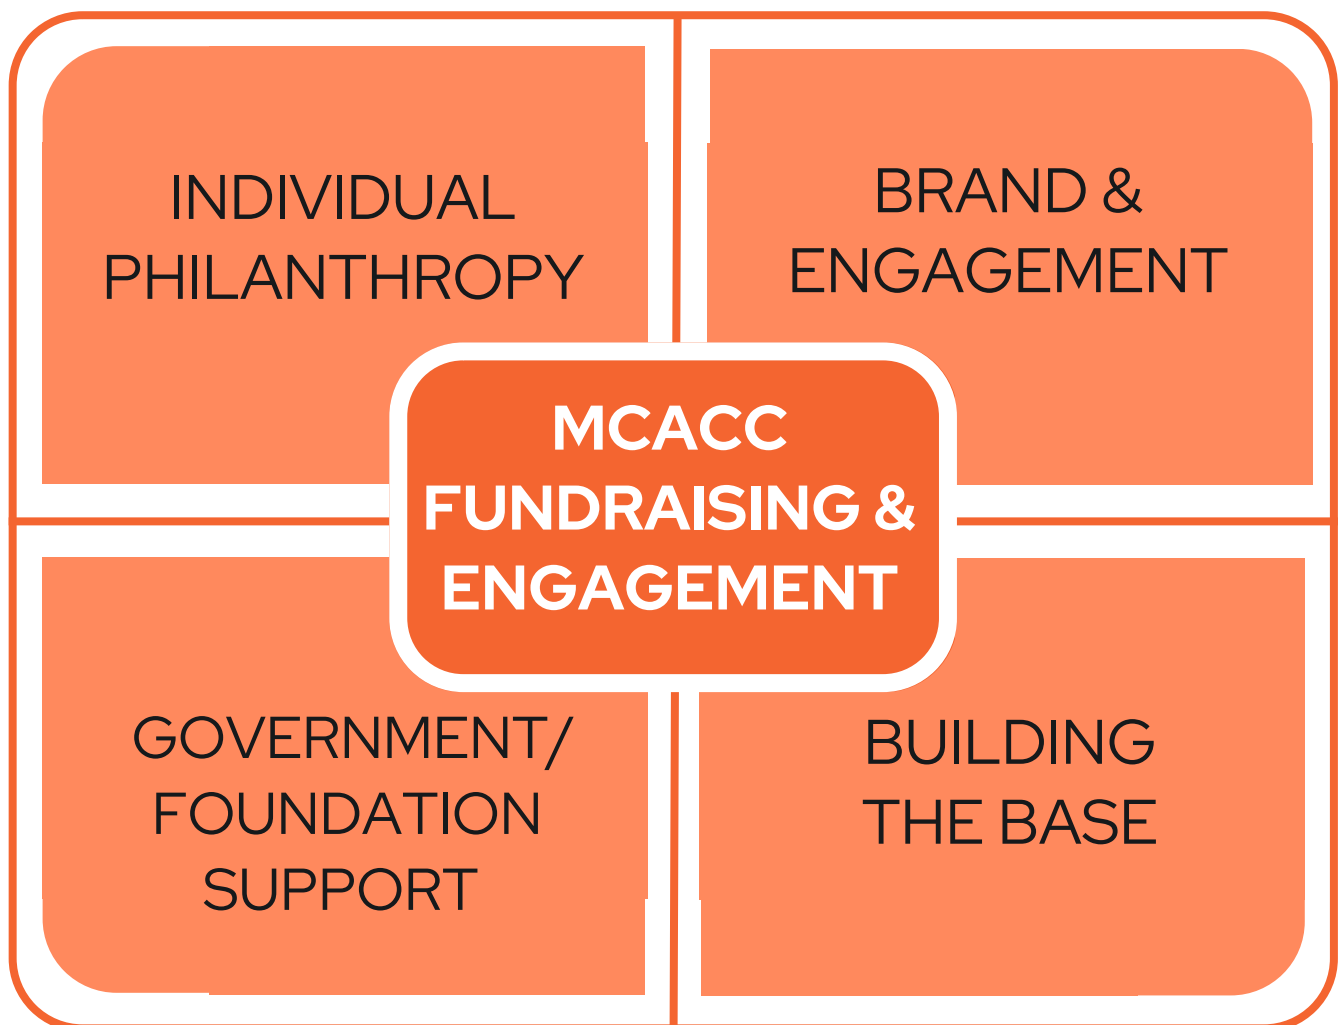 INDIVIDUAL
PHILANTHROPY
BRAND &
ENGAGEMENT
MCACC
FUNDRAISING &
ENGAGEMENT
GOVERNMENT/
FOUNDATION
SUPPORT
BUILDING
THE BASE